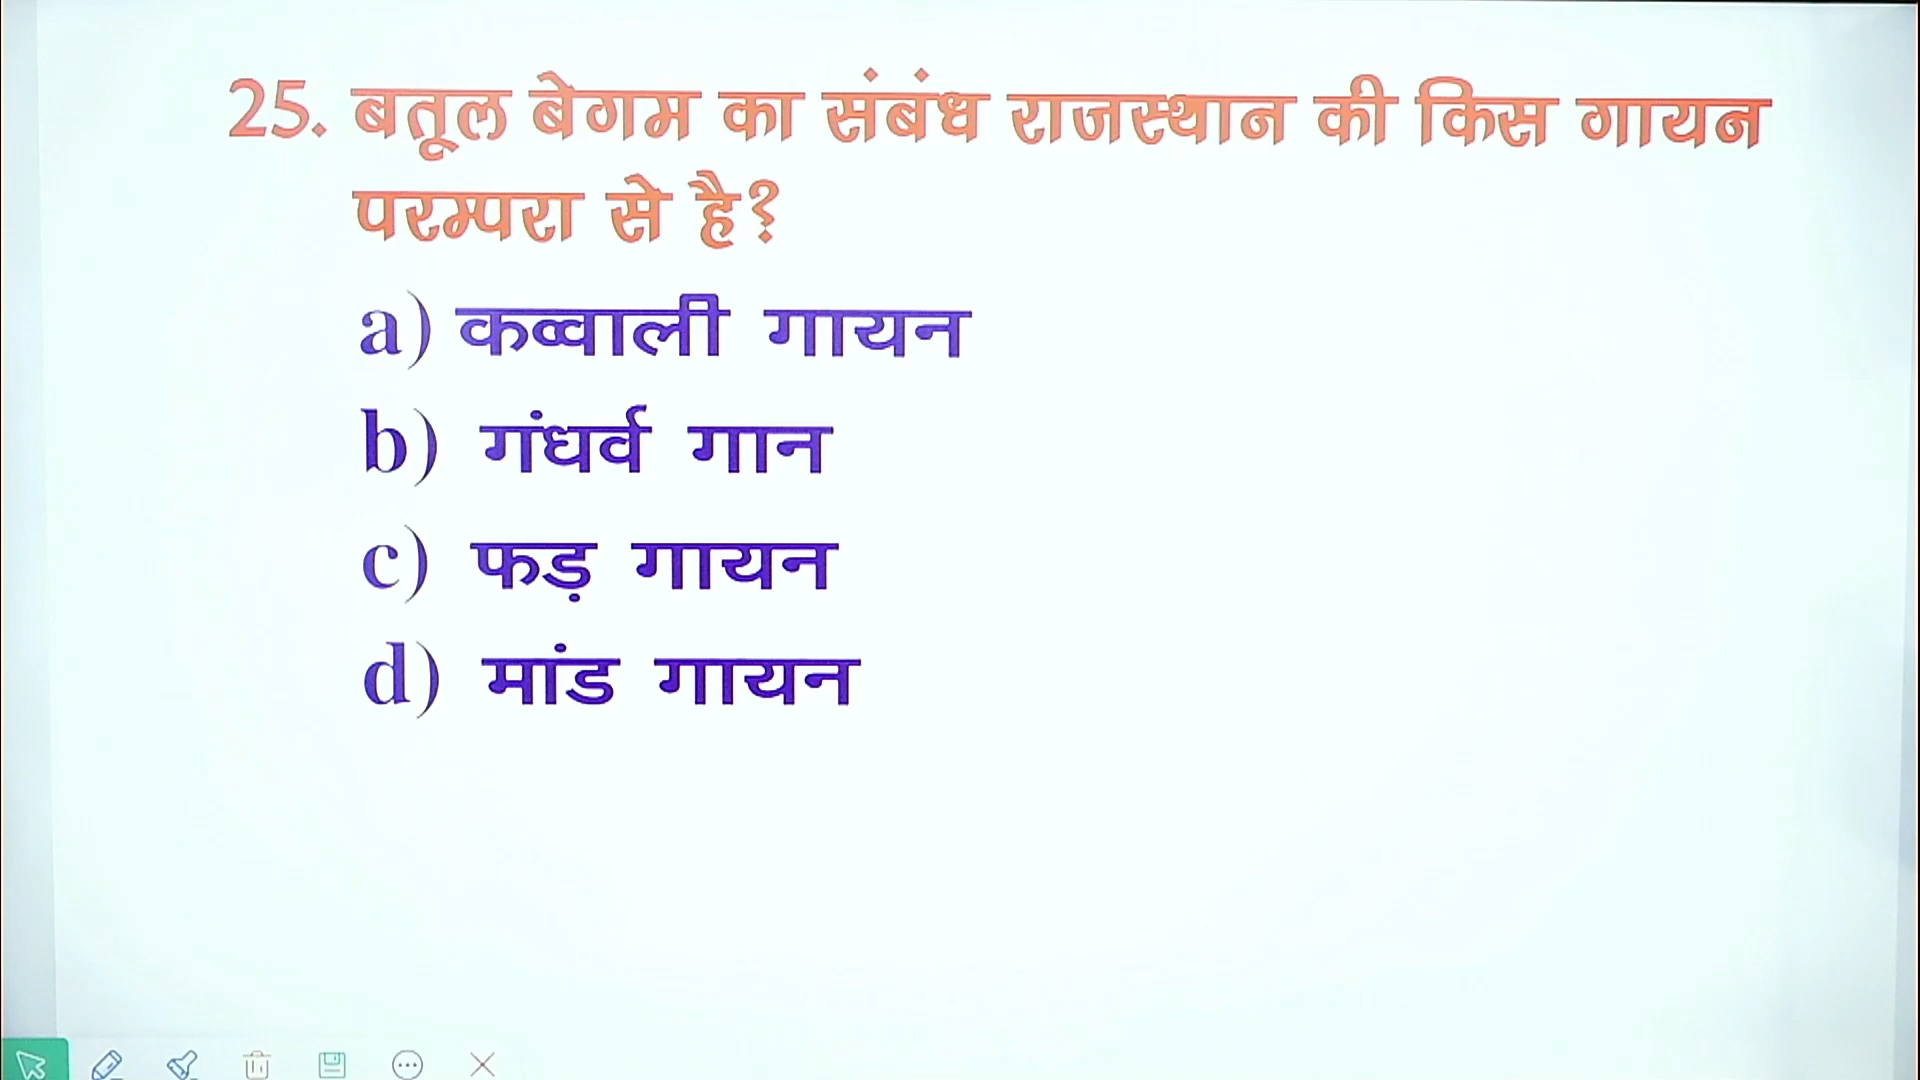 25. बतूल बेगम का संबंध राजस्थान की किस गायन
परम्परा से है?
a) कव्वाली गायन
b) गंधर्व गान
c) फड़ गायन
d) मांड गायन